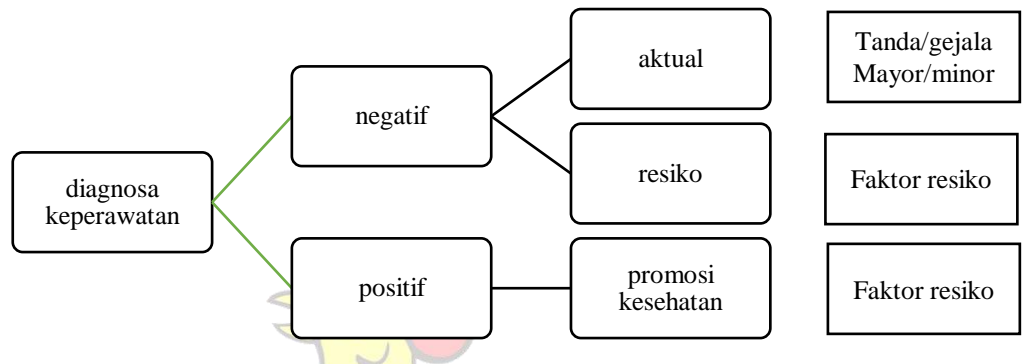 diagnosa
keperawatan
negatif
positif
aktual
resiko
promosi
kesehatan
Tanda/gejala
Mayor/minor
Faktor resiko
Faktor resiko